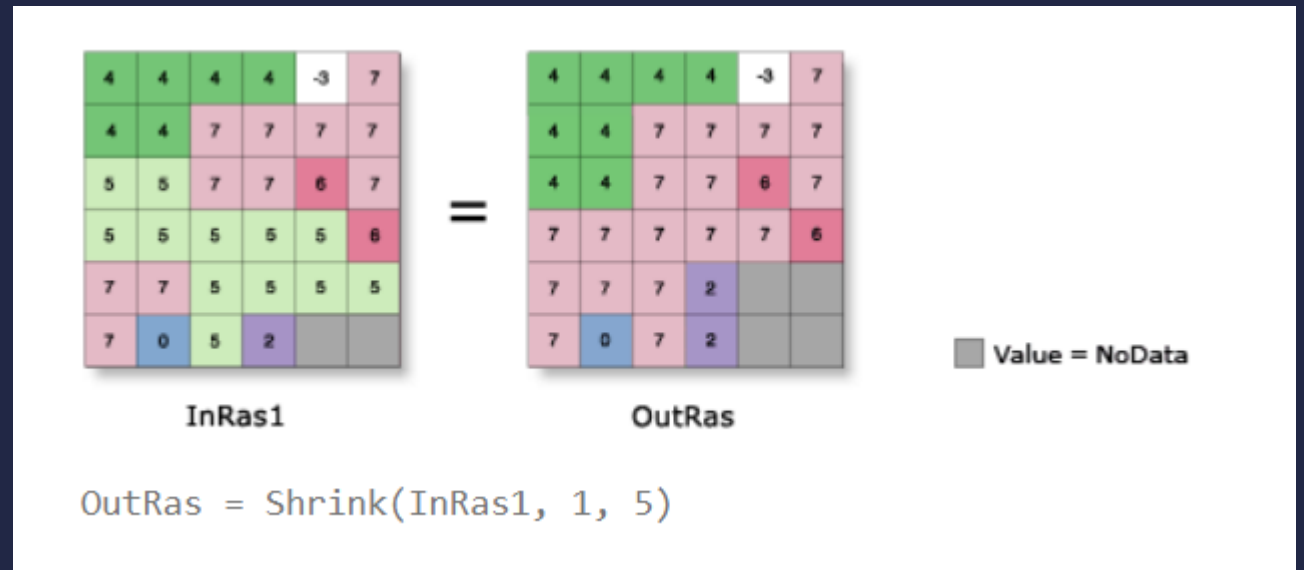 4 4 4 4 -3 7 4 4 4 4 -3 7
4 4 7 7 7 7 4 4 7 7 7 7
5 5 7 7 6 7 4 4 7 7 6 7
=
5 5 5 5 5 6 7 7 7 7 7 6
7 7 5 5 5 5 7 7 7 2
7 0 5 2 7 0 7 2
Value = NoData
InRas1 OutRas
OutRas = Shrink(InRas1, 1, 5)